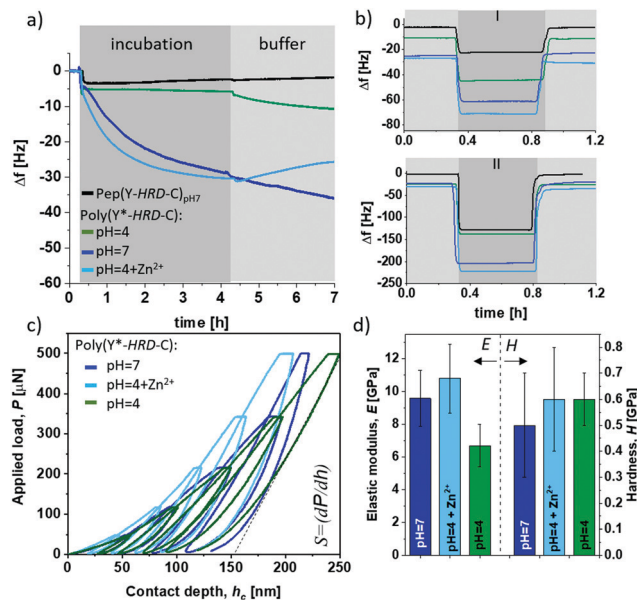 a)
incubation
buffer
Δf [Hz]
0
-10
-20
-30
-40
-50
-60
Pep(Y-HRD-C)pH7
Poly(Y*-HRD-C):
pH=4
pH=7
pH=4+Zn²⁺
0 1 2 3 4 5 6 7
time [h]
b)
I
Δf [Hz]
0
-20
-40
-60
-80
0.0 0.4 0.8 1.2
II
Δf [Hz]
0
-50
-100
-150
-200
-250
0.0 0.4 0.8 1.2
time [h]
c)
Poly(Y*-HRD-C):
pH=7
pH=4+Zn²⁺
pH=4
Applied load, P [µN]
500
400
300
200
100
0
S=(dP/dh)
0 50 100 150 200 250
Contact depth, hc [nm]
d)
E H
Elastic modulus, E [GPa]
12
10
8
6
4
2
0
pH=7
pH=4 + Zn²⁺
pH=4
pH=7
pH=4 + Zn²⁺
pH=4
0.8
0.7
0.6
0.5
0.4
0.3
0.2
0.1
0.0
Hardness, H [GPa]